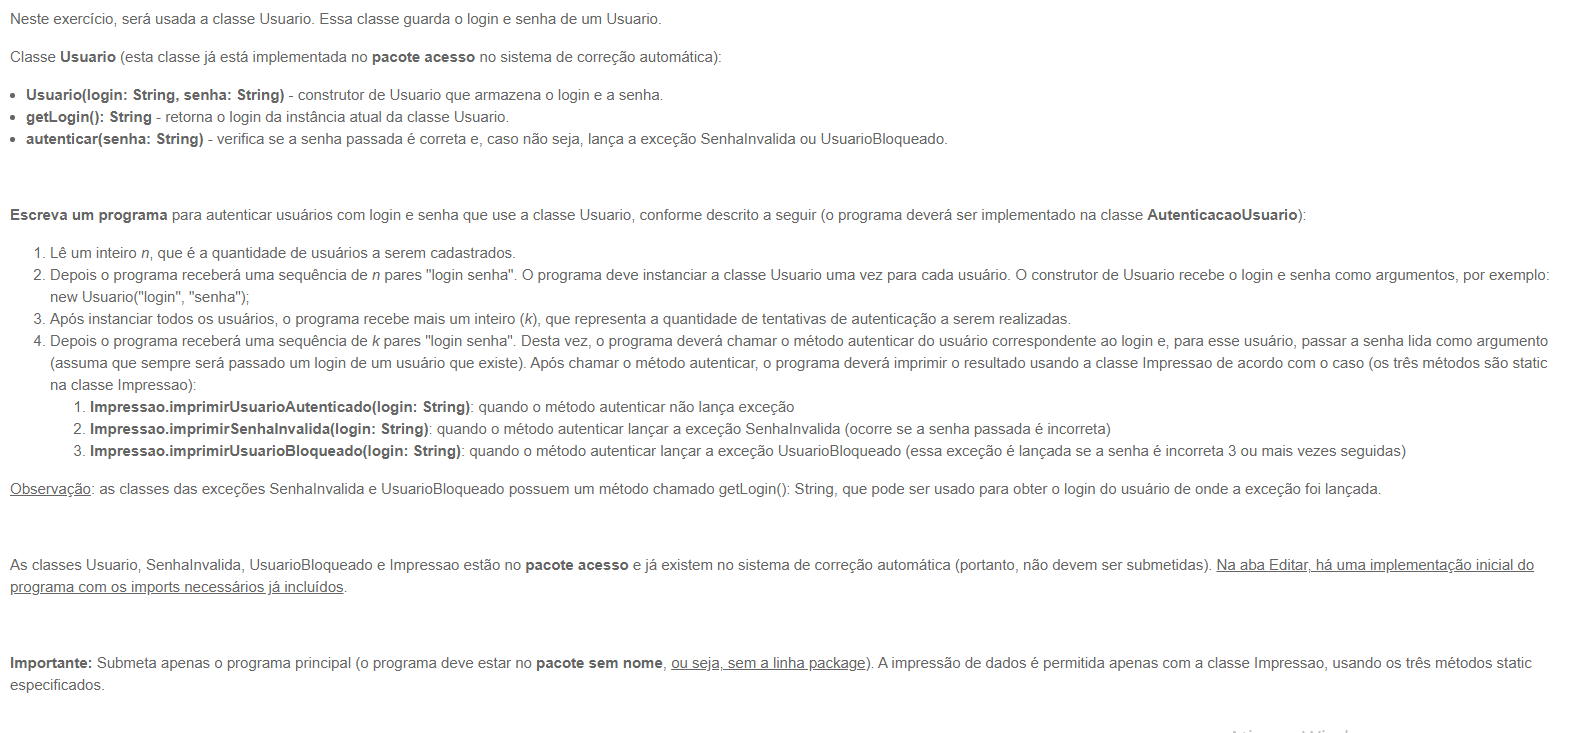 Neste exercício, será usada a classe Usuario. Essa classe guarda o login e senha de um Usuario.
Classe Usuario (esta classe já está implementada no pacote acesso no sistema de correção automática):
• Usuario(login: String, senha: String) - construtor de Usuario que armazena o login e a senha.
• getLogin(): String - retorna o login da instância atual da classe Usuario.
• autenticar(senha: String) - verifica se a senha passada é correta e, caso não seja, lança a exceção SenhaInvalida ou UsuarioBloqueado.
Escreva um programa para autenticar usuários com login e senha que use a classe Usuario, conforme descrito a seguir (o programa deverá ser implementado na classe AutenticacaoUsuario):
1. Lê um inteiro n, que é a quantidade de usuários a serem cadastrados.
2. Depois o programa receberá uma sequência de n pares "login senha". O programa deve instanciar a classe Usuario uma vez para cada usuário. O construtor de Usuario recebe o login e senha como argumentos, por exemplo:
new Usuario("login", "senha");
3. Após instanciar todos os usuários, o programa recebe mais um inteiro (k), que representa a quantidade de tentativas de autenticação a serem realizadas.
4. Depois o programa receberá uma sequência de k pares "login senha". Desta vez, o programa deverá chamar o método autenticar do usuário correspondente ao login e, para esse usuário, passar a senha lida como argumento
(assuma que sempre será passado um login de um usuário que existe). Após chamar o método autenticar, o programa deverá imprimir o resultado usando a classe Impressao de acordo com o caso (os três métodos são static
na classe Impressao):
1. Impressao.imprimirUsuarioAutenticado(login: String): quando o método autenticar não lança exceção
2. Impressao.imprimirSenhaInvalida(login: String): quando o método autenticar lançar a exceção SenhaInvalida (ocorre se a senha passada é incorreta)
3. Impressao.imprimirUsuarioBloqueado(login: String): quando o método autenticar lançar a exceção UsuarioBloqueado (essa exceção é lançada se a senha é incorreta 3 ou mais vezes seguidas)
Observação: as classes das exceções SenhaInvalida e UsuarioBloqueado possuem um método chamado getLogin(): String, que pode ser usado para obter o login do usuário de onde a exceção foi lançada.
As classes Usuario, SenhaInvalida, UsuarioBloqueado e Impressao estão no pacote acesso e já existem no sistema de correção automática (portanto, não devem ser submetidas). Na aba Editar, há uma implementação inicial do
programa com os imports necessários já incluídos.
Importante: Submeta apenas o programa principal (o programa deve estar no pacote sem nome, ou seja, sem a linha package). A impressão de dados é permitida apenas com a classe Impressao, usando os três métodos static
especificados.